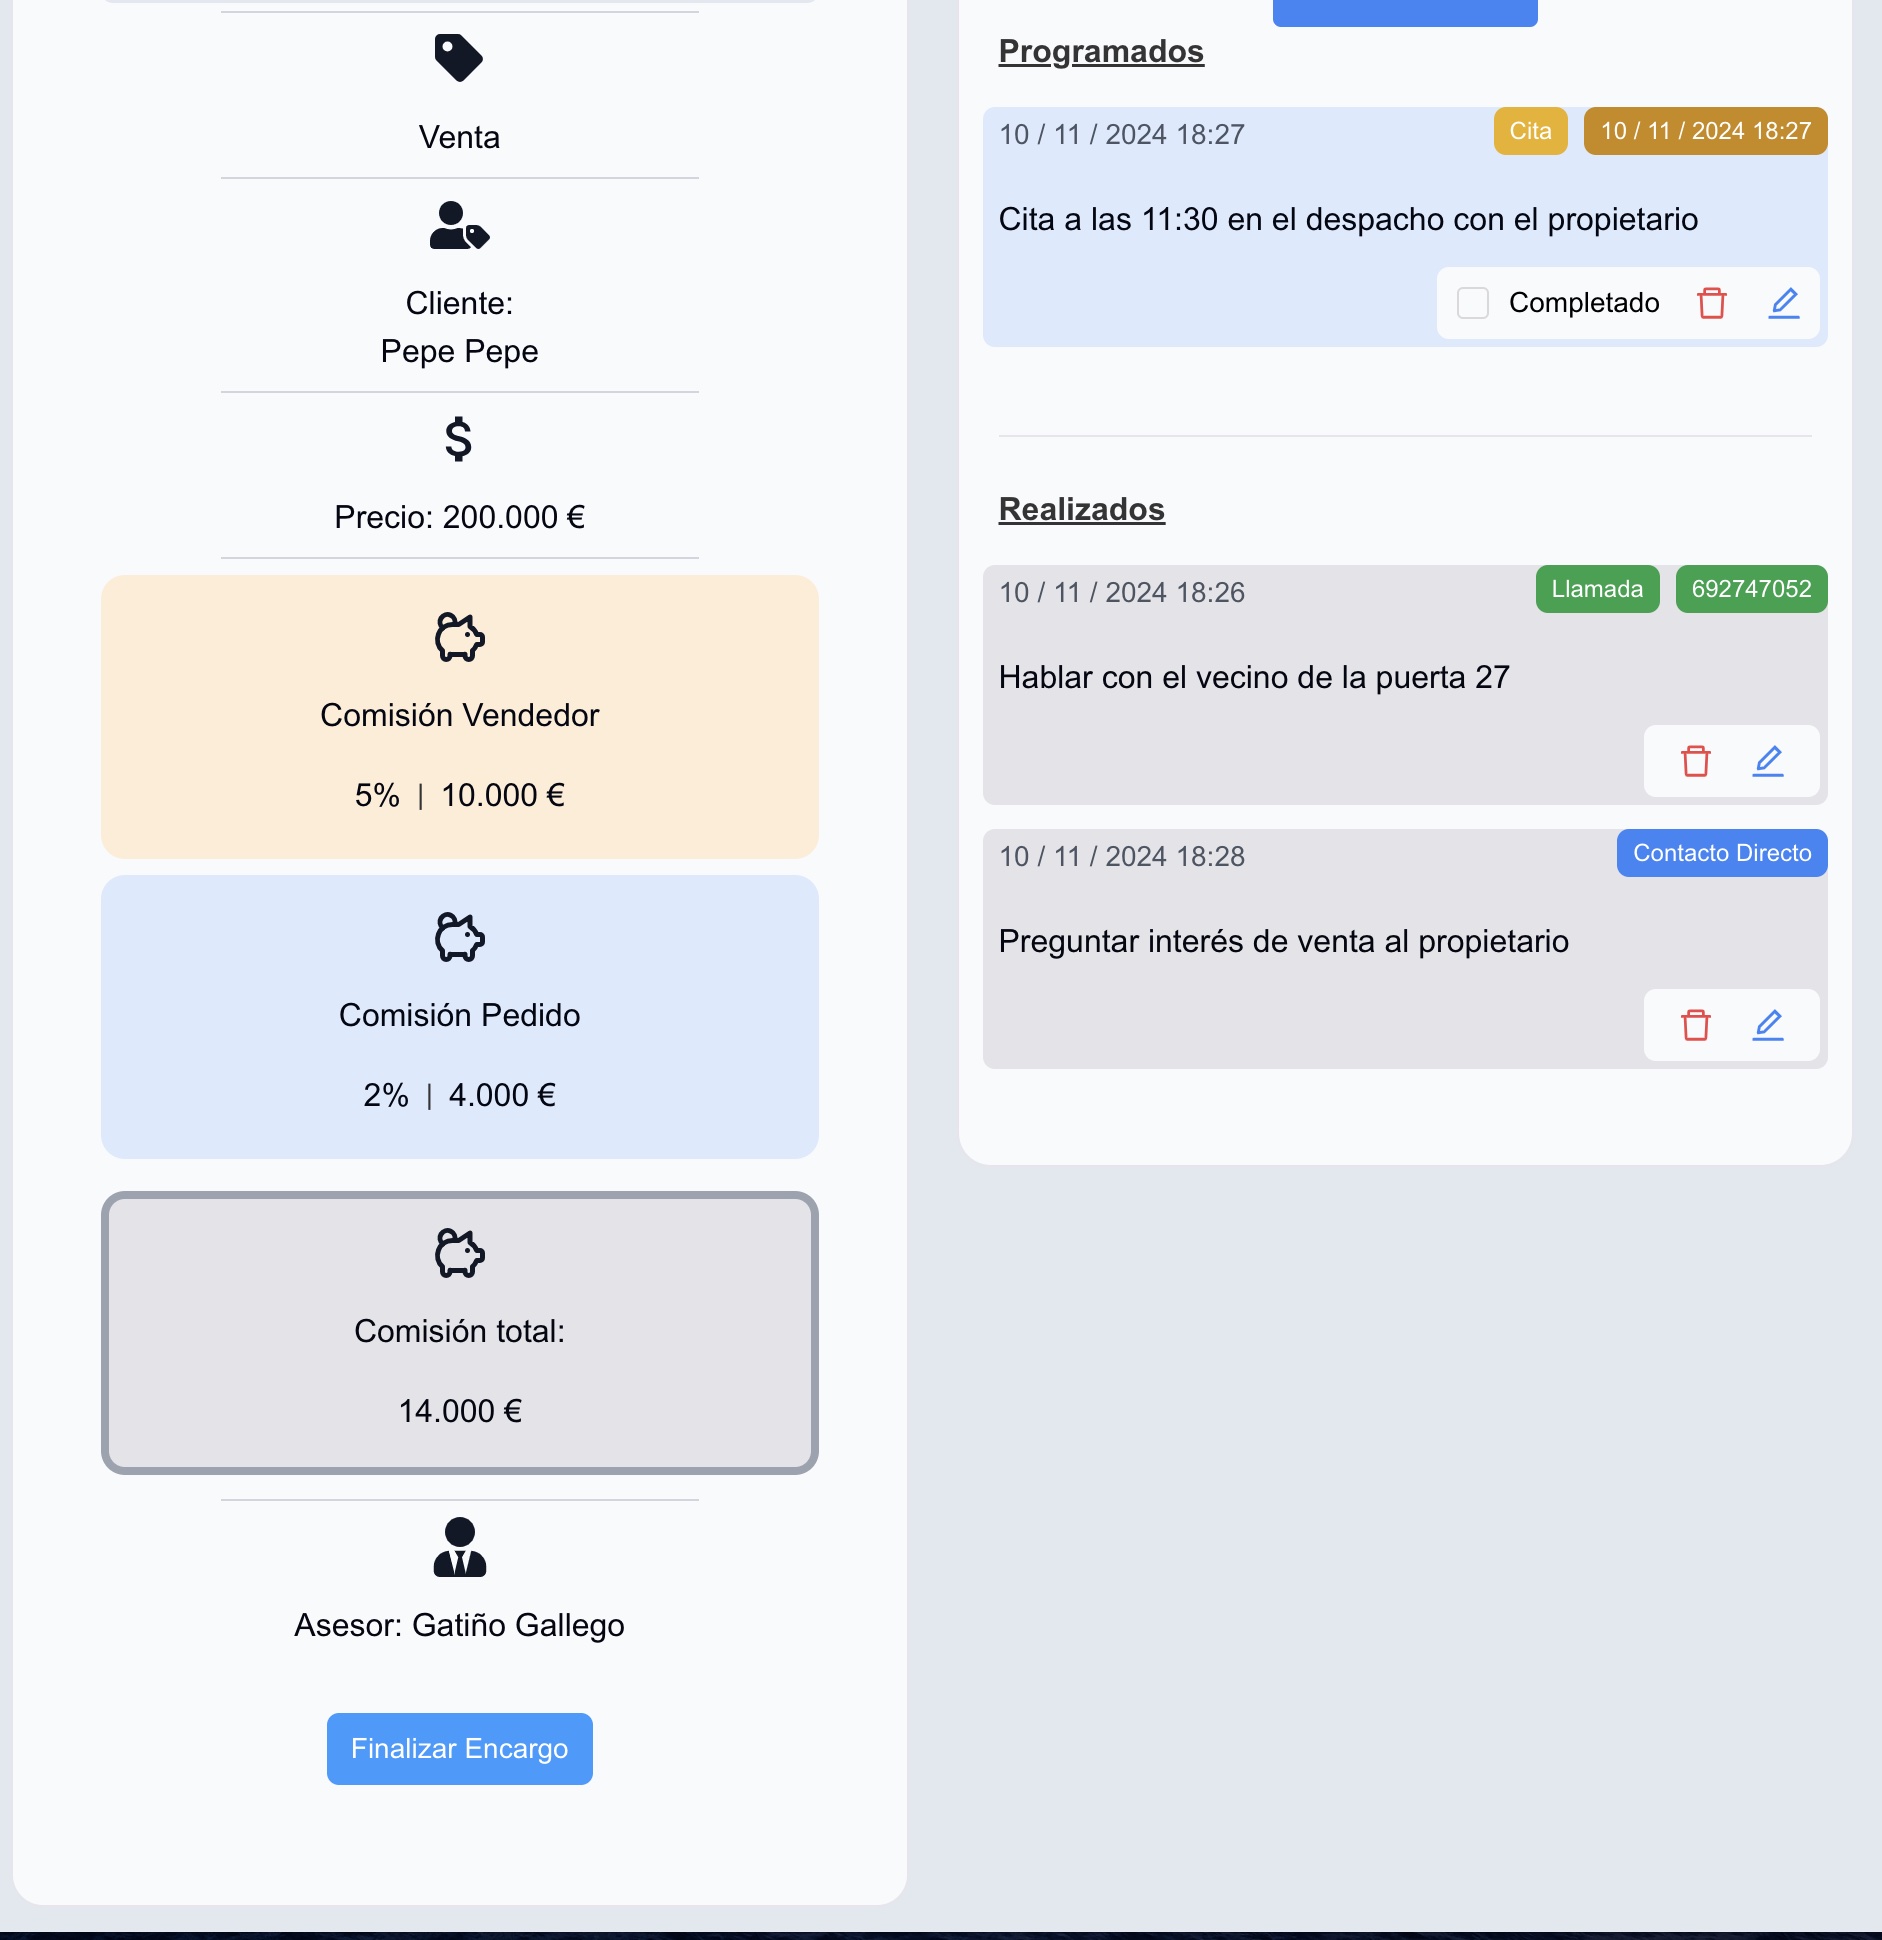 Venta
Cliente:
Pepe Pepe
Precio: 200.000 €
Comisión Vendedor
5% | 10.000 €
Comisión Pedido
2% | 4.000 €
Comisión total:
14.000 €
Asesor: Gatiño Gallego
Finalizar Encargo
Programados
10 / 11 / 2024 18:27 Cita 10 / 11 / 2024 18:27
Cita a las 11:30 en el despacho con el propietario
Completado
Realizados
10 / 11 / 2024 18:26 Llamada 692747052
Hablar con el vecino de la puerta 27
10 / 11 / 2024 18:28 Contacto Directo
Preguntar interés de venta al propietario